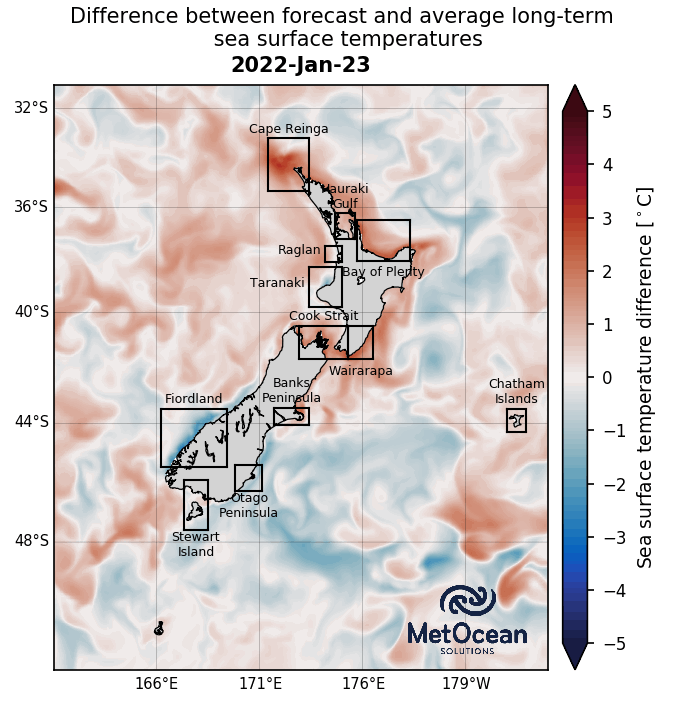 Difference between forecast and average long-term
sea surface temperatures
2022-Jan-23
32°S
36°S
40°S
44°S
48°S
Cape Reinga
Hauraki
Gulf
Raglan
Bay of Plenty
Taranaki
Cook Strait
Wairarapa
Banks
Peninsula
Fiordland
Chatham
Islands
Otago
Peninsula
Stewart
Island
MetOcean
SOLUTIONS
166°E
171°E
176°E
179°W
5
4
3
2
1
0
−1
−2
−3
−4
−5
Sea surface temperature difference [°C]